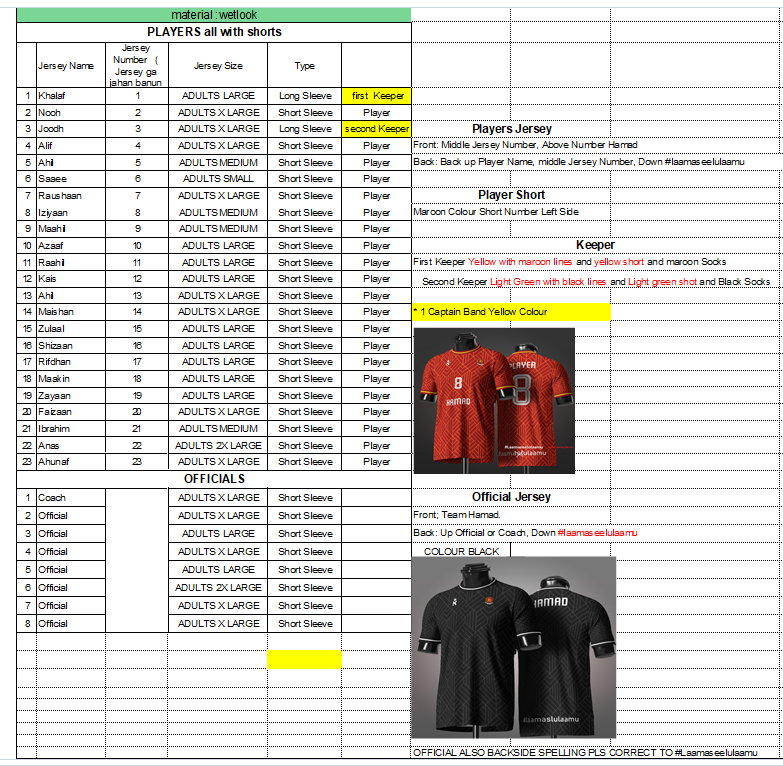 material : wetlook
PLAYERS all with shorts
Jersey Name Jersey Number ( Jersey ga jahan banun Jersey Size Type
1 Khalaf 1 ADULTS LARGE Long Sleeve first Keeper
2 Nooh 2 ADULTS X LARGE Short Sleeve Player
3 Joodh 3 ADULTS X LARGE Long Sleeve second Keeper
4 Alif 4 ADULTS X LARGE Short Sleeve Player
5 Ahil 5 ADULTS MEDIUM Short Sleeve Player
6 Saaee 6 ADULTS SMALL Short Sleeve Player
7 Raushaan 7 ADULTS X LARGE Short Sleeve Player
8 Iziyaan 8 ADULTS MEDIUM Short Sleeve Player
9 Maahil 9 ADULTS MEDIUM Short Sleeve Player
10 Azaaf 10 ADULTS LARGE Short Sleeve Player
11 Raahil 11 ADULTS LARGE Short Sleeve Player
12 Kais 12 ADULTS LARGE Short Sleeve Player
13 Ahil 13 ADULTS X LARGE Short Sleeve Player
14 Maishan 14 ADULTS X LARGE Short Sleeve Player
15 Zulaal 15 ADULTS LARGE Short Sleeve Player
16 Shizaan 16 ADULTS LARGE Short Sleeve Player
17 Rifdhan 17 ADULTS X LARGE Short Sleeve Player
18 Maakin 18 ADULTS LARGE Short Sleeve Player
19 Zayaan 19 ADULTS LARGE Short Sleeve Player
20 Faizaan 20 ADULTS X LARGE Short Sleeve Player
21 Ibrahim 21 ADULTS MEDIUM Short Sleeve Player
22 Anas 22 ADULTS 2X LARGE Short Sleeve Player
23 Ahunaf 23 ADULTS X LARGE Short Sleeve Player
OFFICIALS
1 Coach ADULTS X LARGE Short Sleeve
2 Official ADULTS X LARGE Short Sleeve
3 Official ADULTS LARGE Short Sleeve
4 Official ADULTS X LARGE Short Sleeve
5 Official ADULTS LARGE Short Sleeve
6 Official ADULTS 2X LARGE Short Sleeve
7 Official ADULTS X LARGE Short Sleeve
8 Official ADULTS X LARGE Short Sleeve
Players Jersey
Front: Middle Jersey Number, Above Number Hamad
Back: Back up Player Name, middle Jersey Number, Down #laamaseelulaamu
Player Short
Maroon Colour Short Number Left Side
Keeper
First Keeper Yellow with maroon lines and yellow short and maroon Socks
Second Keeper Light Green with black lines and Light green shot and Black Socks
* 1 Captain Band Yellow Colour
PLAYER
8
8
HAMAD
#Laamaseelulaamu
laamaslulaamu
Official Jersey
Front; Team Hamad.
Back: Up Official or Coach, Down #laamaseelulaamu
COLOUR BLACK
HAMAD
#laamaslulaamu
OFFICIAL ALSO BACKSIDE SPELLING PLS CORRECT TO #Laamaseelulaamu